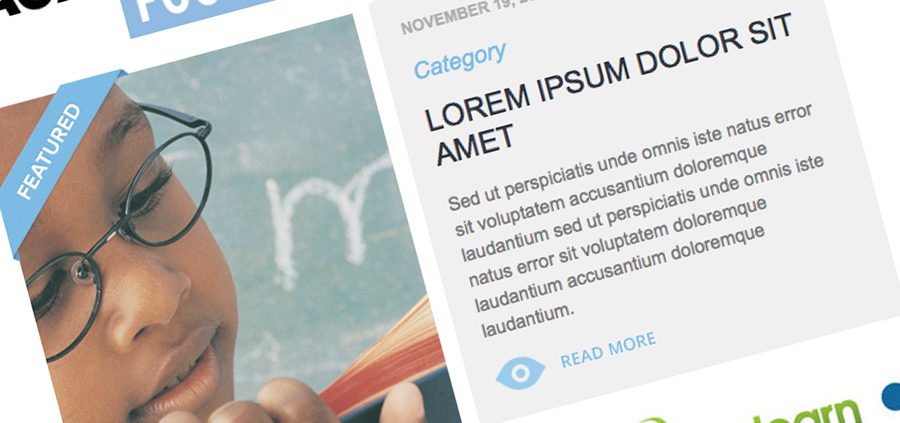 FEATURED
m
NOVEMBER 19,
Category
LOREM IPSUM DOLOR SIT
AMET
Sed ut perspiciatis unde omnis iste natus error
sit voluptatem accusantium doloremque
laudantium sed ut perspiciatis unde omnis iste
natus error sit voluptatem doloremque
laudantium accusantium doloremque
laudantium.
READ MORE
learn